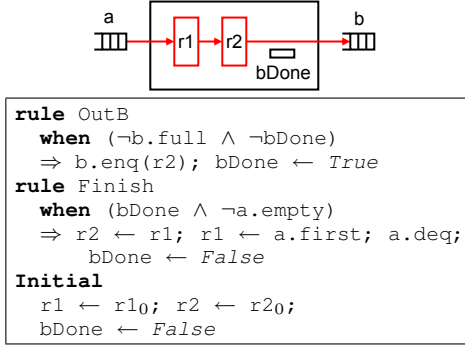 a
b
r1
r2
bDone
rule OutB
when (¬b.full ∧ ¬bDone)
⇒ b.enq(r2); bDone ← True
rule Finish
when (bDone ∧ ¬a.empty)
⇒ r2 ← r1; r1 ← a.first; a.deq;
bDone ← False
Initial
r1 ← r1₀; r2 ← r2₀;
bDone ← False